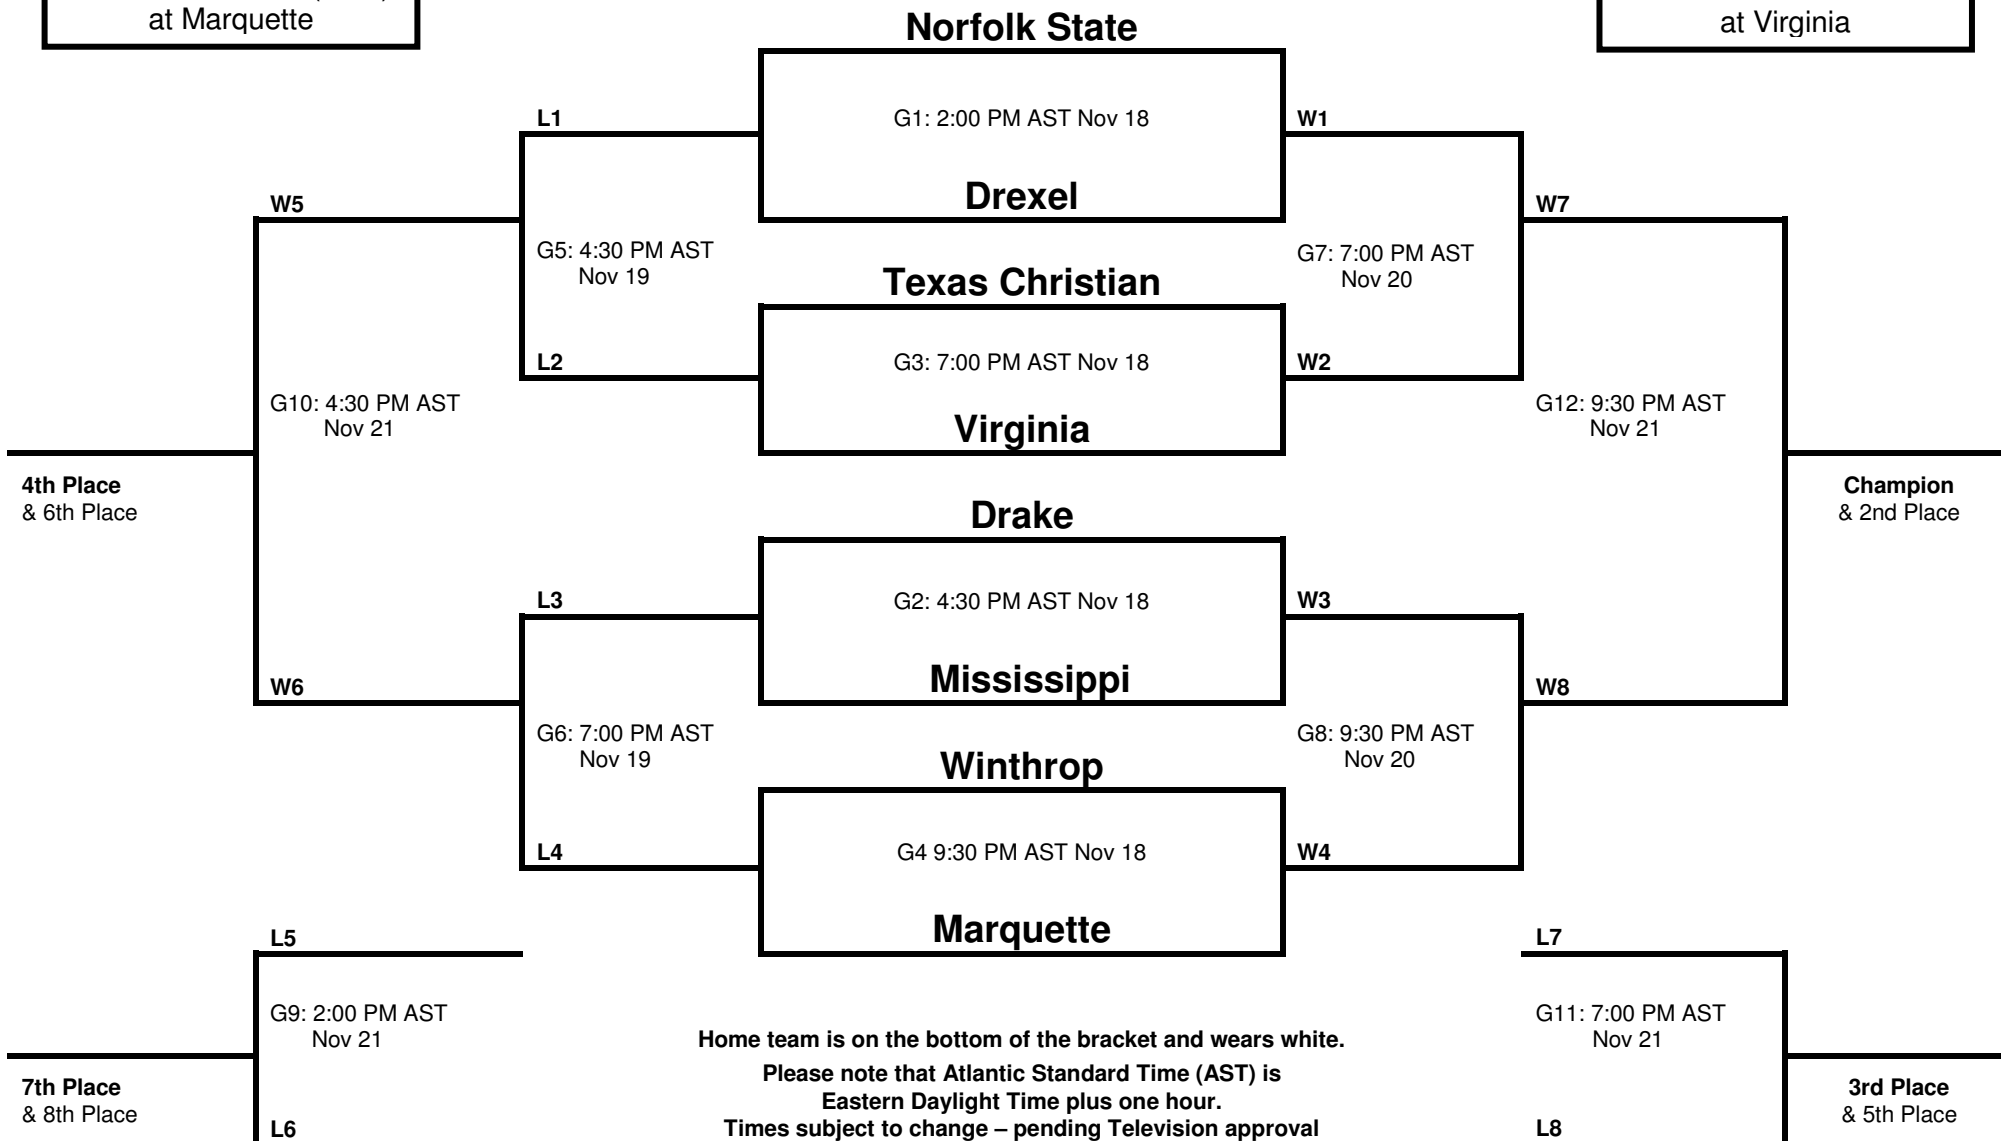 at Marquette
at Virginia
Norfolk State
L1
G1: 2:00 PM AST Nov 18
W1
Drexel
W5
W7
G5: 4:30 PM AST
Nov 19
G7: 7:00 PM AST
Nov 20
Texas Christian
L2
G3: 7:00 PM AST Nov 18
W2
G10: 4:30 PM AST
Nov 21
G12: 9:30 PM AST
Nov 21
Virginia
4th Place
& 6th Place
Champion
& 2nd Place
Drake
L3
G2: 4:30 PM AST Nov 18
W3
Mississippi
W6
W8
G6: 7:00 PM AST
Nov 19
G8: 9:30 PM AST
Nov 20
Winthrop
L4
G4 9:30 PM AST Nov 18
W4
Marquette
L5
L7
G9: 2:00 PM AST
Nov 21
G11: 7:00 PM AST
Nov 21
Home team is on the bottom of the bracket and wears white.
Please note that Atlantic Standard Time (AST) is
Eastern Daylight Time plus one hour.
Times subject to change – pending Television approval
7th Place
& 8th Place
3rd Place
& 5th Place
L6
L8